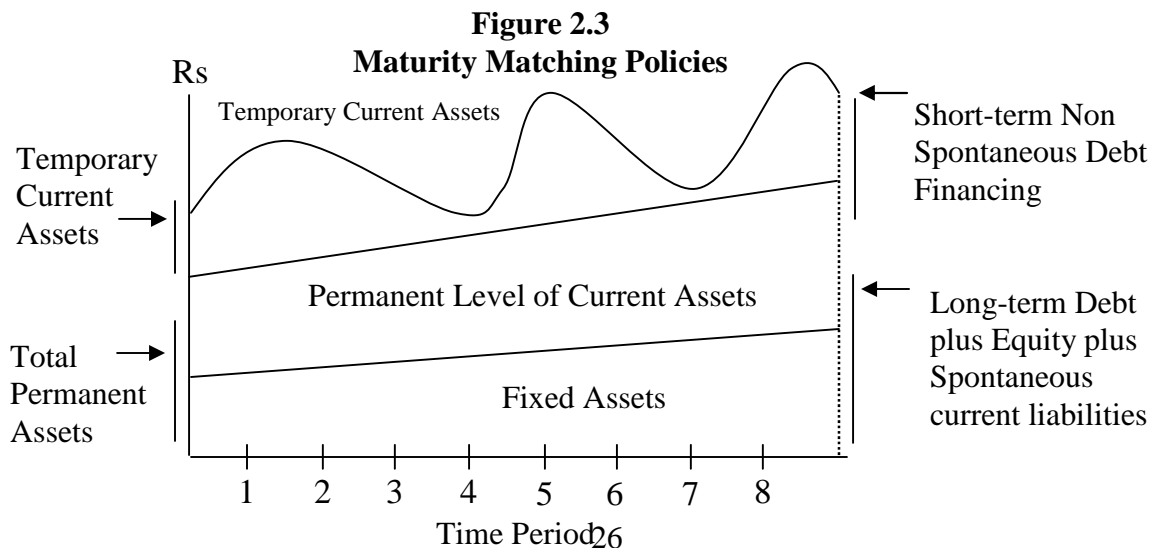 Figure 2.3
Maturity Matching Policies
Rs
Temporary Current Assets
Temporary
Current
Assets
Short-term Non
Spontaneous Debt
Financing
Permanent Level of Current Assets
Total
Permanent
Assets
Fixed Assets
Long-term Debt
plus Equity plus
Spontaneous
current liabilities
1 2 3 4 5 6 7 8
Time Period
26